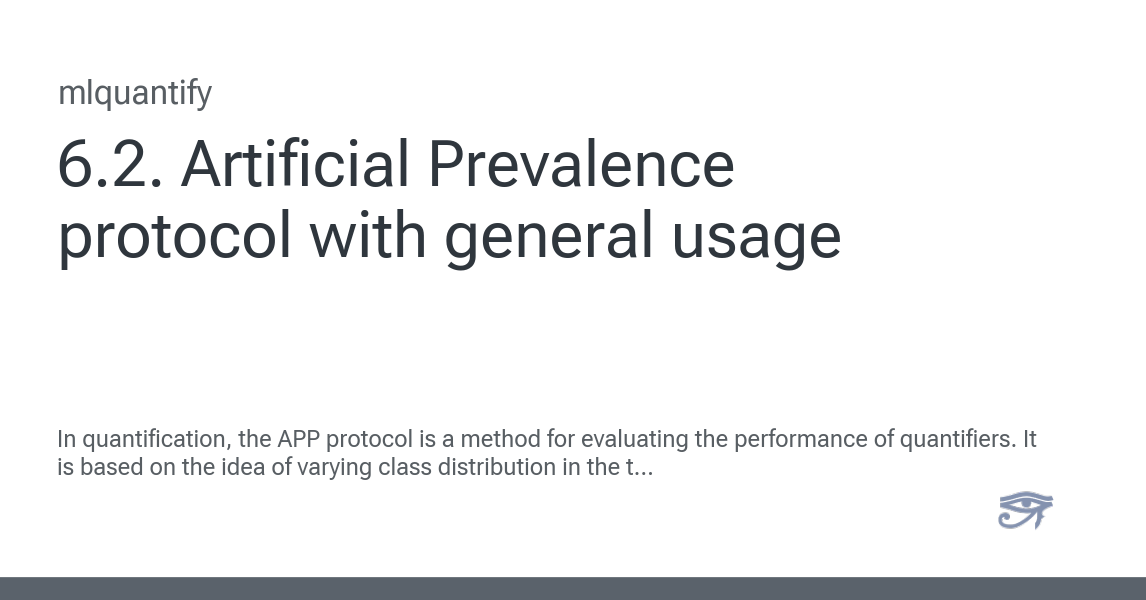 mlquantify
6.2. Artificial Prevalence
protocol with general usage
In quantification, the APP protocol is a method for evaluating the performance of quantifiers. It
is based on the idea of varying class distribution in the t...